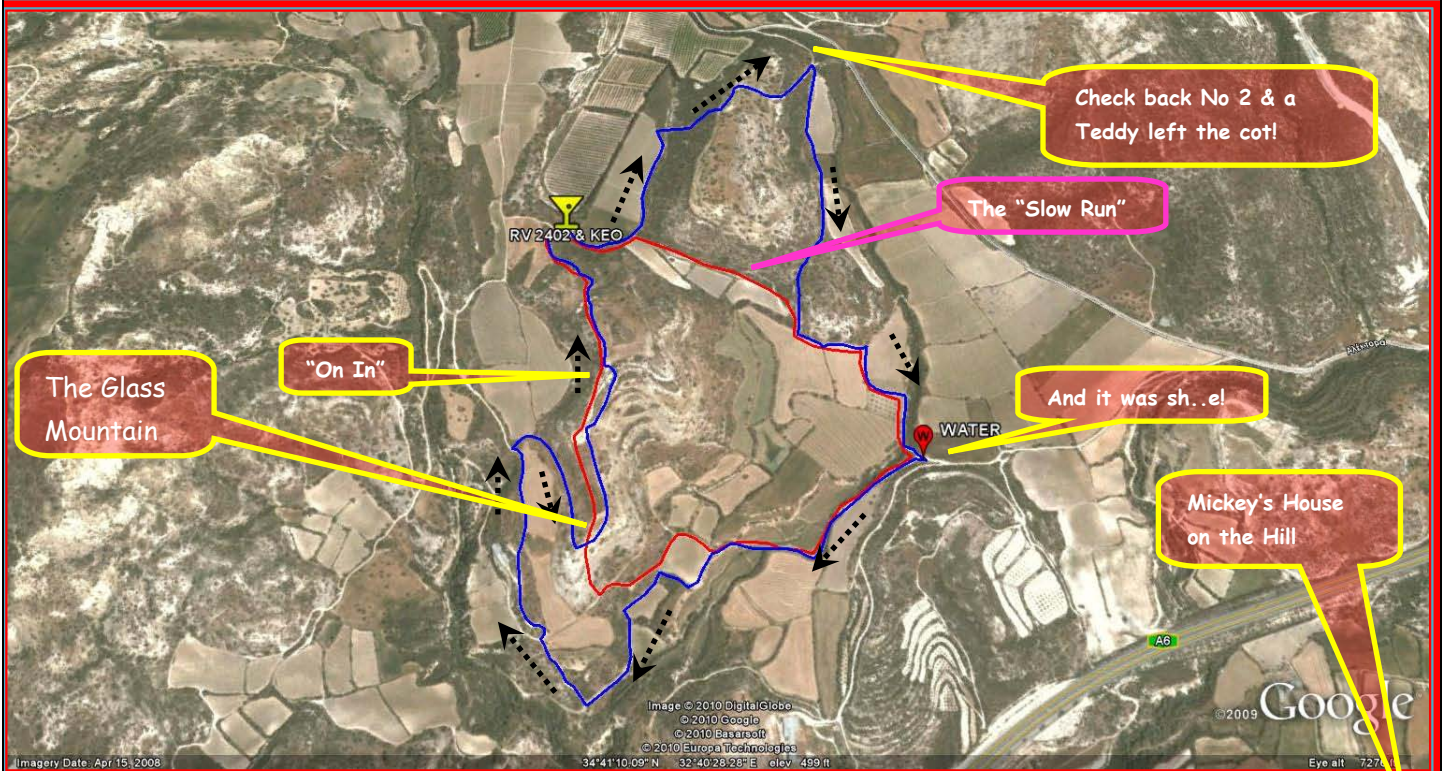 Check back No 2 & a
Teddy left the cot!
The “Slow Run”
RV 2402 & KEO
“On In”
The Glass
Mountain
And it was sh..e!
W
WATER
Mickey’s House
on the Hill
A6
Image © 2010 DigitalGlobe
© 2010 Google
© 2010 Basarsoft
© 2010 Europa Technologies
©2009 Google
Imagery Date: Apr 15, 2008
34°41'10.09" N 32°40'28.28" E elev 499 ft
Eye alt